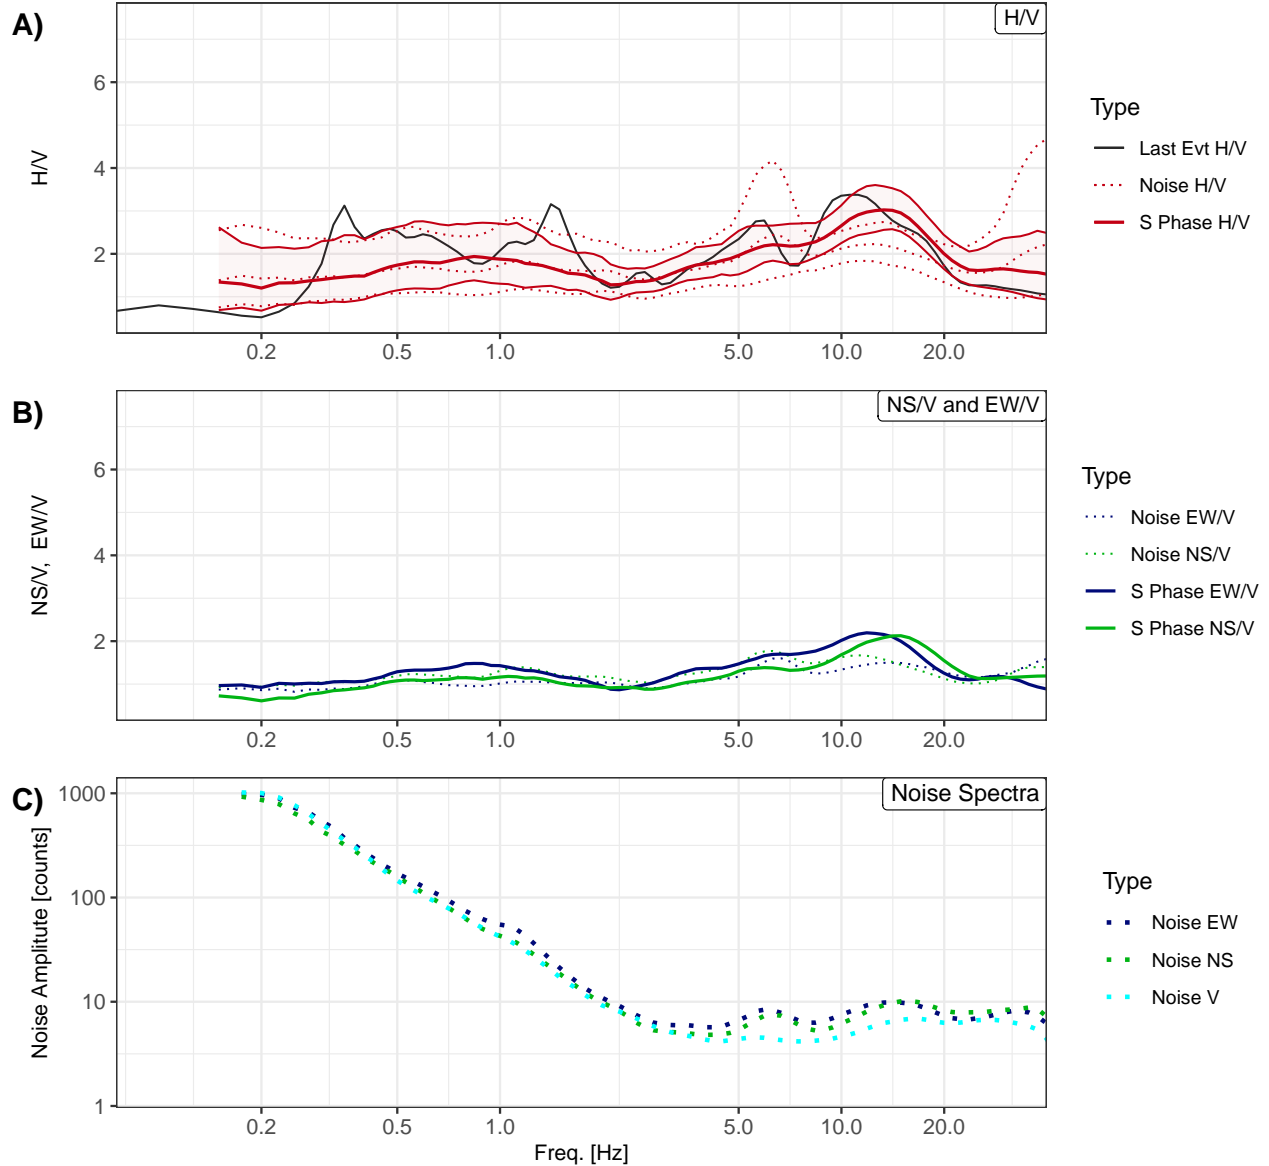 A)
H/V
6
4
2
H/V
0.2 0.5 1.0 5.0 10.0 20.0
Type
Last Evt H/V
Noise H/V
S Phase H/V
B)
NS/V and EW/V
6
4
2
NS/V, EW/V
0.2 0.5 1.0 5.0 10.0 20.0
Type
Noise EW/V
Noise NS/V
S Phase EW/V
S Phase NS/V
C)
Noise Spectra
1000
100
10
1
Noise Amplitute [counts]
0.2 0.5 1.0 5.0 10.0 20.0
Freq. [Hz]
Type
Noise EW
Noise NS
Noise V